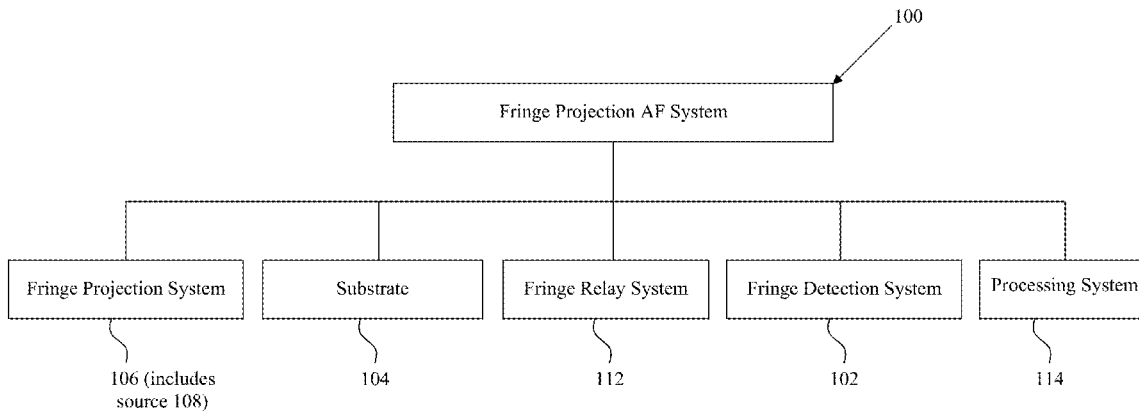 100
Fringe Projection AF System
Fringe Projection System
Substrate
Fringe Relay System
Fringe Detection System
Processing System
106 (includes
source 108)
104
112
102
114